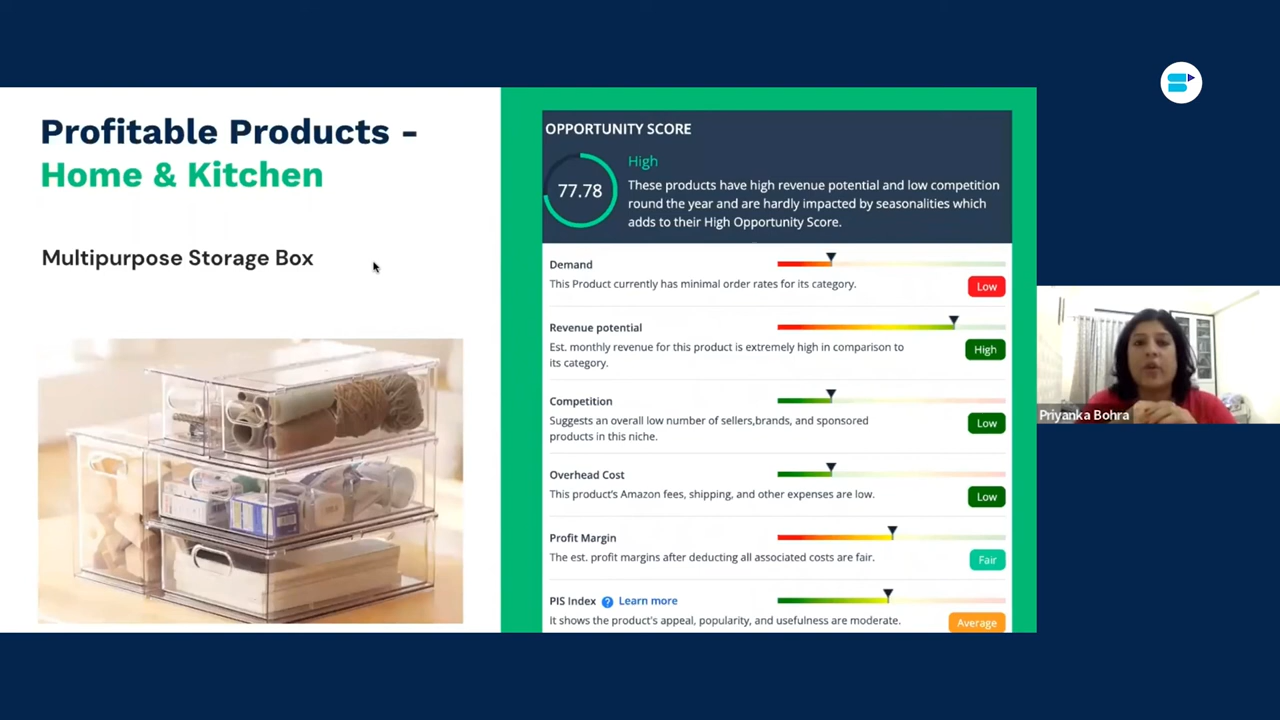 Profitable Products -
Home & Kitchen
Multipurpose Storage Box
OPPORTUNITY SCORE
77.78
High
These products have high revenue potential and low competition
round the year and are hardly impacted by seasonalities which
adds to their High Opportunity Score.
Demand
This Product currently has minimal order rates for its category.
Low
Revenue potential
Est. monthly revenue for this product is extremely high in comparison to
its category.
High
Competition
Suggests an overall low number of sellers,brands, and sponsored
products in this niche.
Low
Overhead Cost
This product's Amazon fees, shipping, and other expenses are low.
Low
Profit Margin
The est. profit margins after deducting all associated costs are fair.
Fair
PIS Index ? Learn more
It shows the product's appeal, popularity, and usefulness are moderate.
Average
Priyanka Bohra